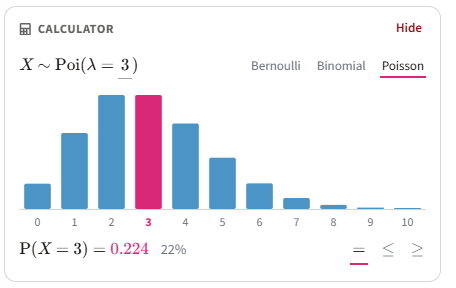 CALCULATOR Hide
X ∼ Poi(λ = 3) Bernoulli Binomial Poisson
0 1 2 3 4 5 6 7 8 9 10
P(X = 3) = 0.224 22% = ≤ ≥